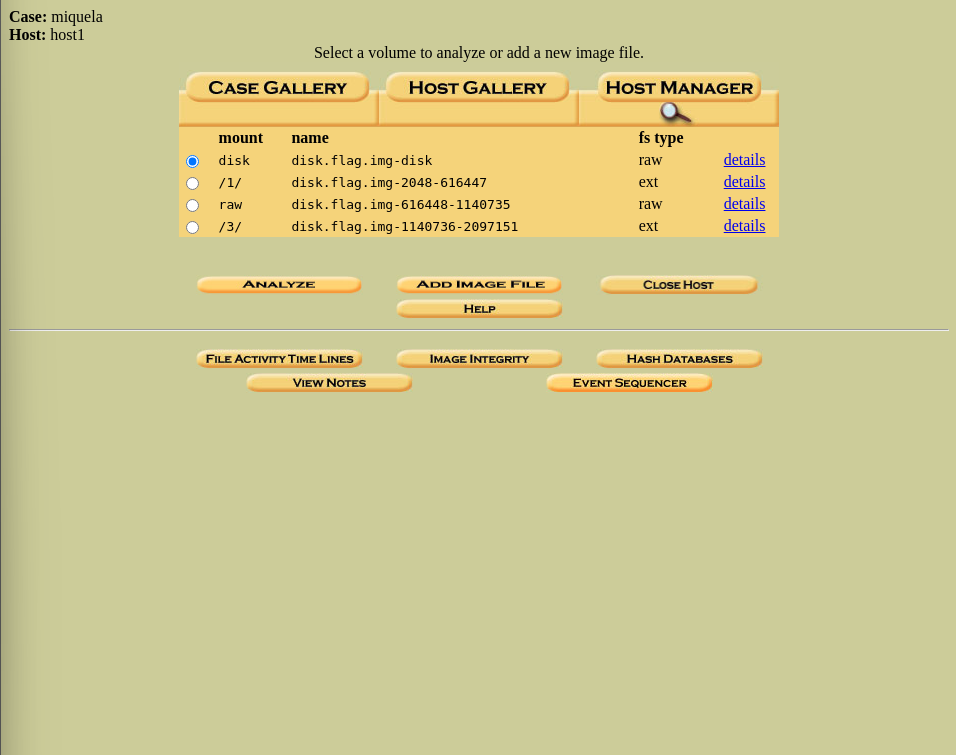 Case: miquela
Host: host1
Select a volume to analyze or add a new image file.
Case Gallery Host Gallery Host Manager
mount name fs type
disk disk.flag.img-disk raw details
/1/ disk.flag.img-2048-616447 ext details
raw disk.flag.img-616448-1140735 raw details
/3/ disk.flag.img-1140736-2097151 ext details
Analyze Add Image File Close Host
Help
File Activity Time Lines Image Integrity Hash Databases
View Notes Event Sequencer